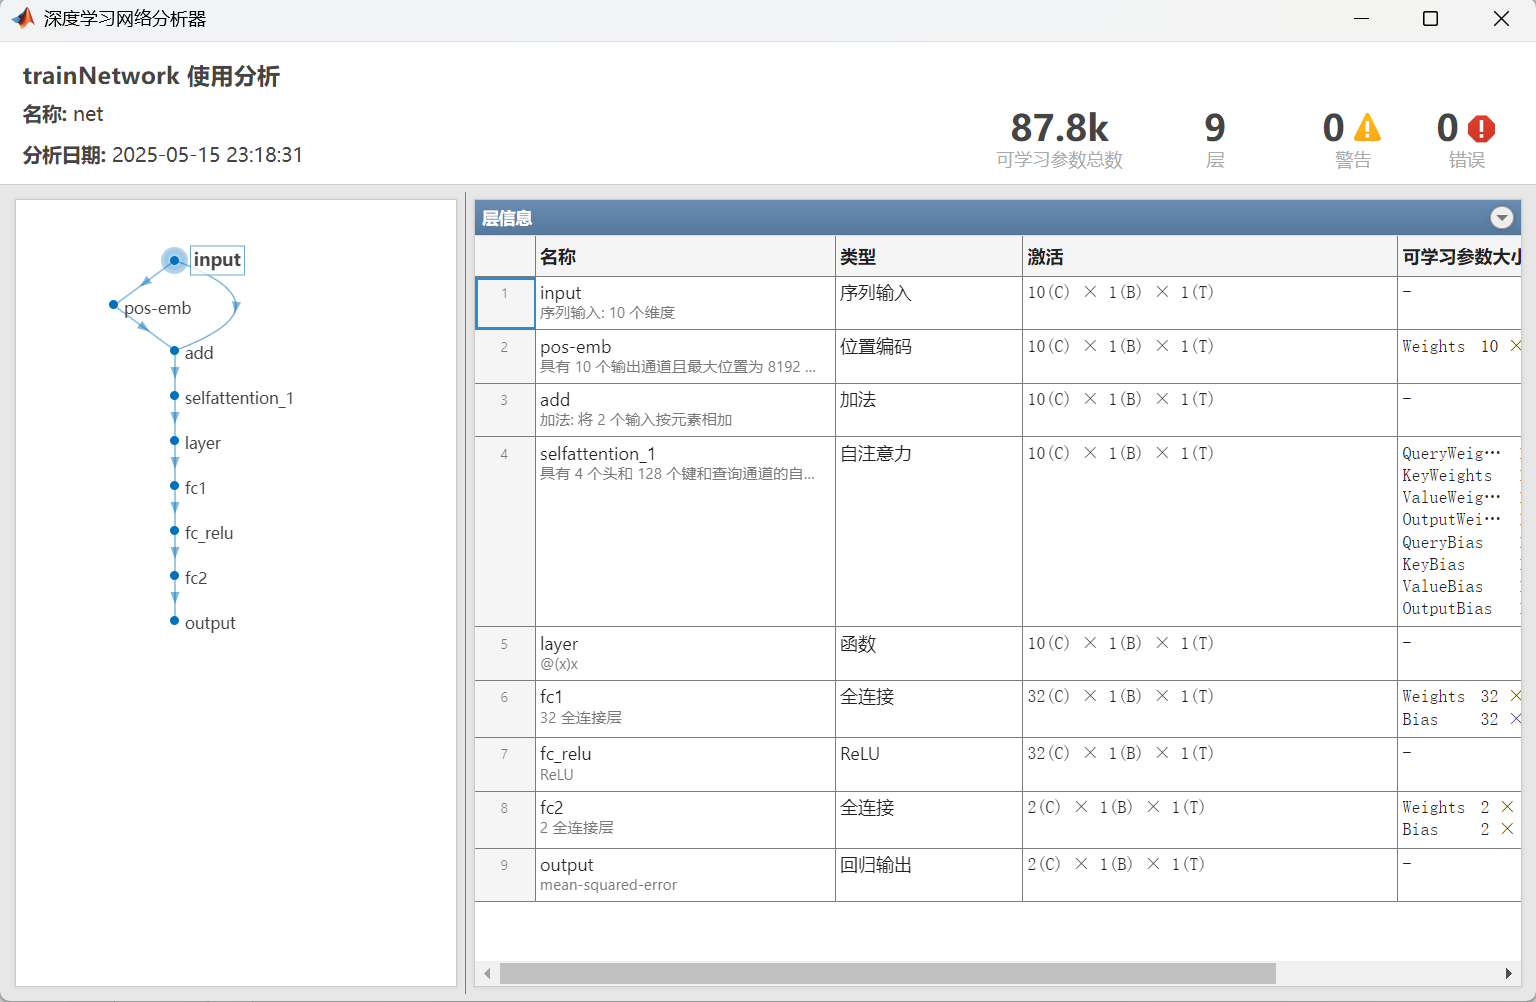 深度学习网络分析器
trainNetwork 使用分析
名称: net
分析日期: 2025-05-15 23:18:31
87.8k
可学习参数总数
9
层
0
警告
0
错误
input
pos-emb
add
selfattention_1
layer
fc1
fc_relu
fc2
output
层信息
名称 类型 激活 可学习参数大小
1 input 序列输入 10(C) × 1(B) × 1(T) -
序列输入: 10 个维度
2 pos-emb 位置编码 10(C) × 1(B) × 1(T) Weights 10 ×
具有 10 个输出通道且最大位置为 8192 ...
3 add 加法 10(C) × 1(B) × 1(T) -
加法: 将 2 个输入按元素相加
4 selfattention_1 自注意力 10(C) × 1(B) × 1(T) QueryWeig···
具有 4 个头和 128 个键和查询通道的自... KeyWeights
ValueWeig···
OutputWei···
QueryBias
KeyBias
ValueBias
OutputBias
5 layer 函数 10(C) × 1(B) × 1(T) -
@(x)x
6 fc1 全连接 32(C) × 1(B) × 1(T) Weights 32 ×
32 全连接层 Bias 32 ×
7 fc_relu ReLU 32(C) × 1(B) × 1(T) -
ReLU
8 fc2 全连接 2(C) × 1(B) × 1(T) Weights 2 ×
2 全连接层 Bias 2 ×
9 output 回归输出 2(C) × 1(B) × 1(T) -
mean-squared-error